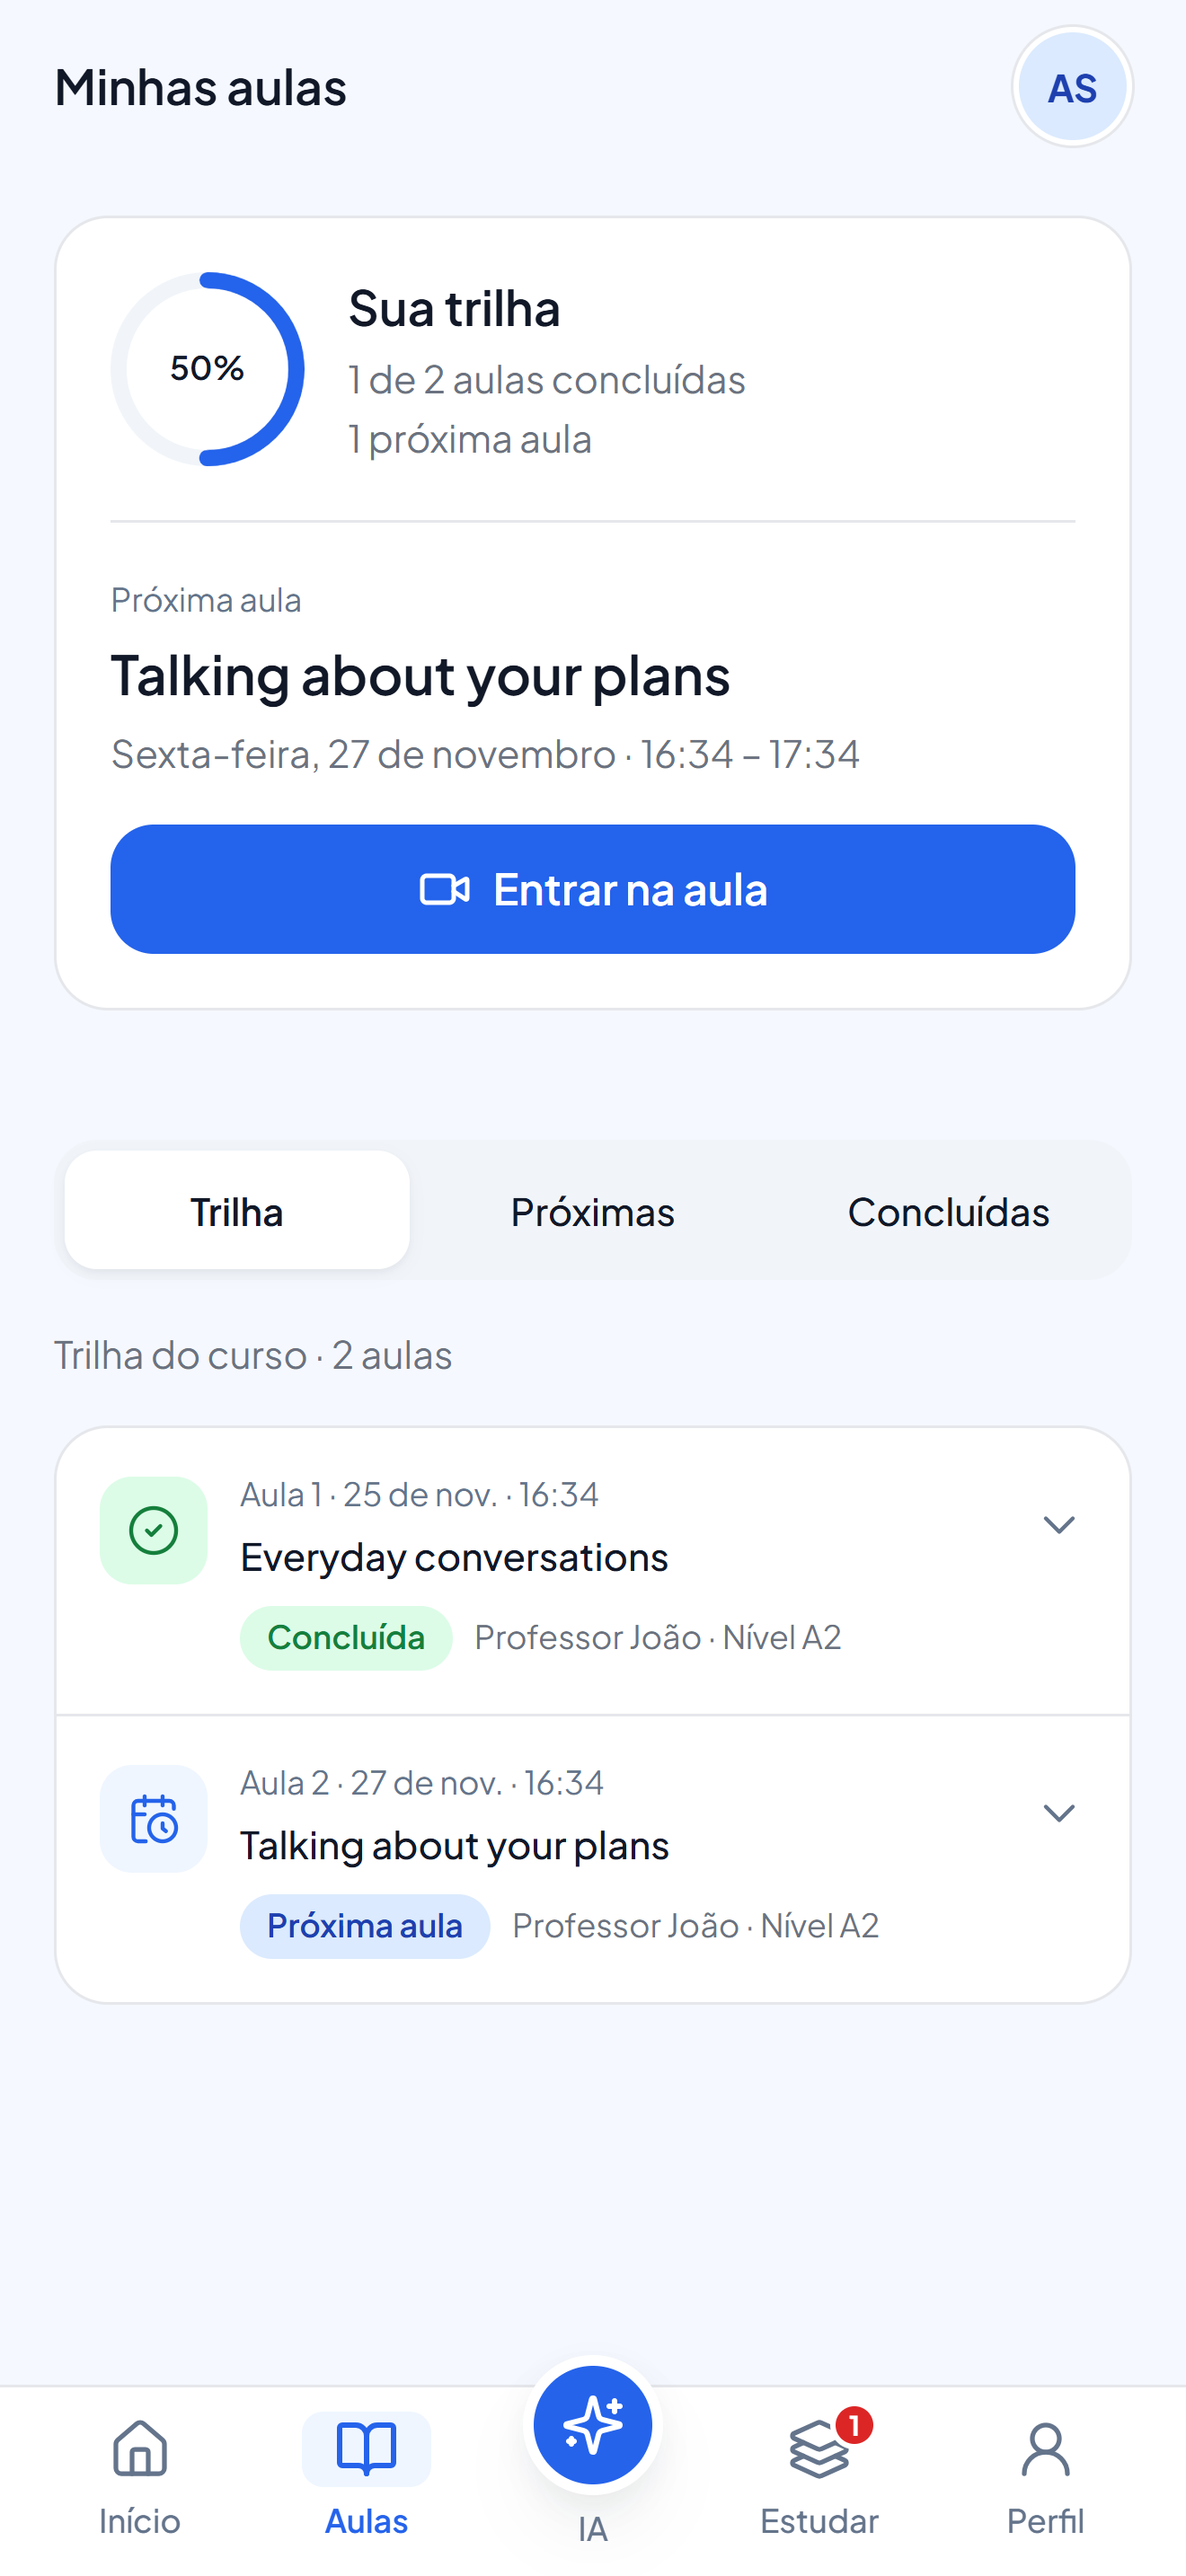 Minhas aulas
AS
50%
Sua trilha
1 de 2 aulas concluídas
1 próxima aula
Próxima aula
Talking about your plans
Sexta-feira, 27 de novembro · 16:34 – 17:34
Entrar na aula
Trilha
Próximas
Concluídas
Trilha do curso · 2 aulas
Aula 1 · 25 de nov. · 16:34
Everyday conversations
Concluída
Professor João · Nível A2
Aula 2 · 27 de nov. · 16:34
Talking about your plans
Próxima aula
Professor João · Nível A2
Início
Aulas
IA
1
Estudar
Perfil